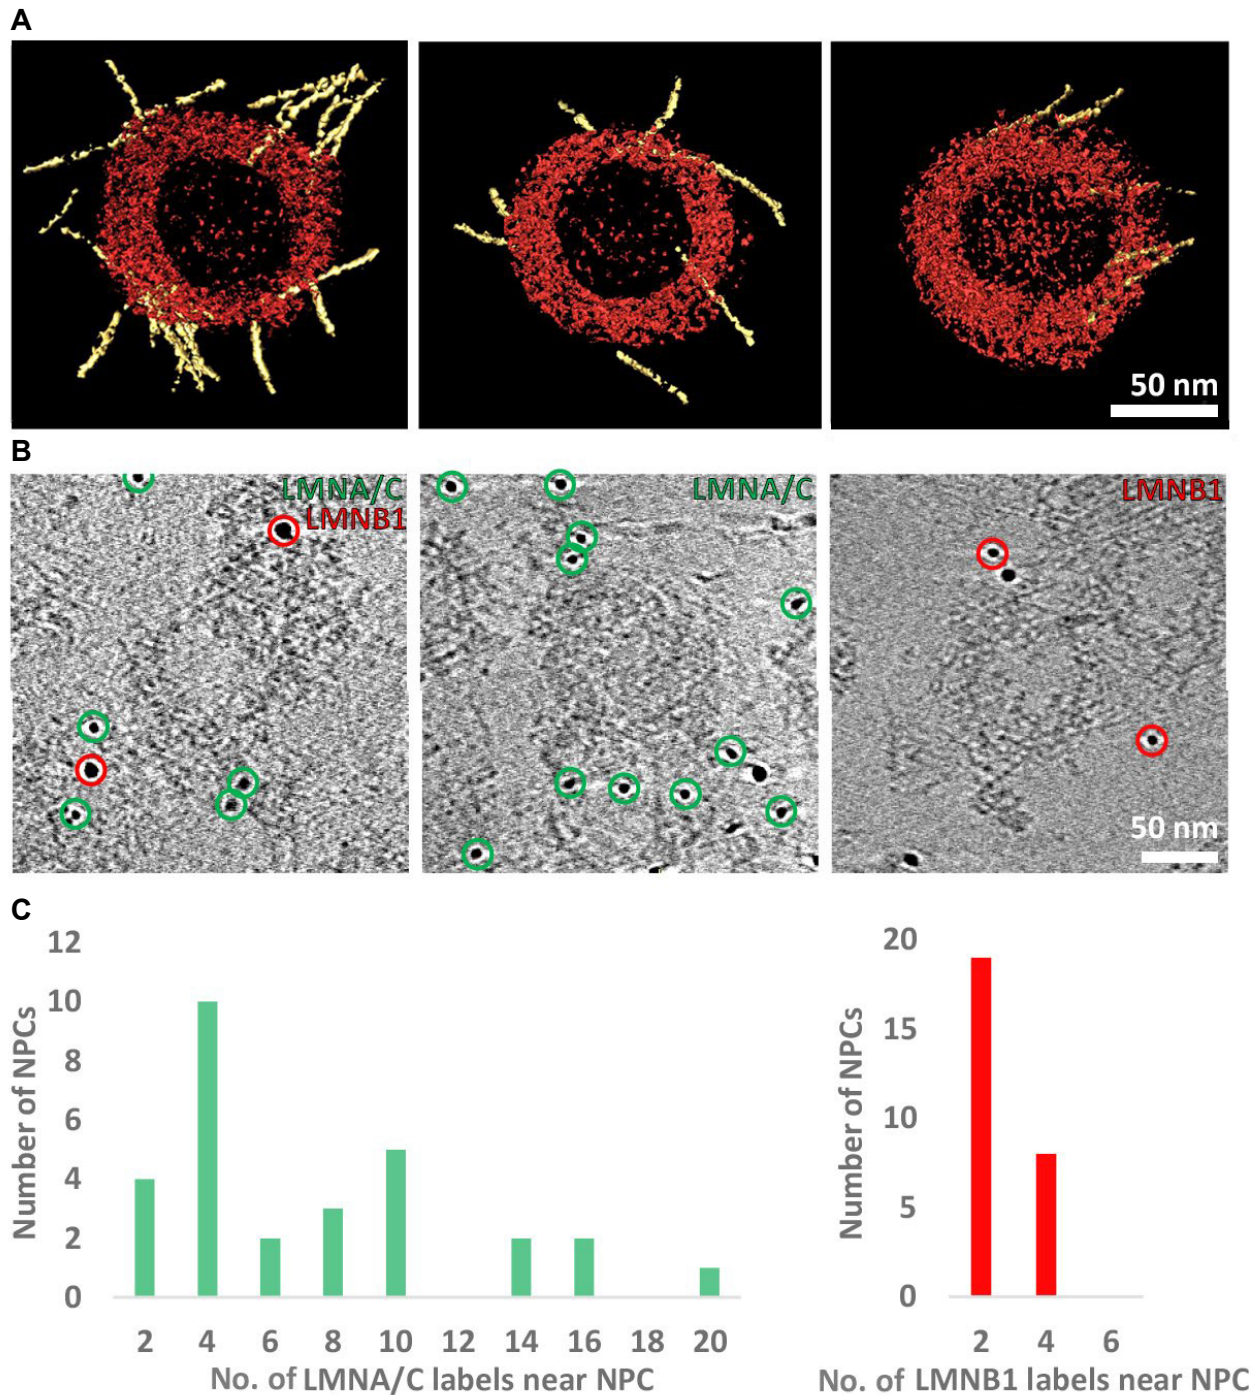 A
50 nm
B
LMNA/C
LMNB1
LMNA/C
LMNB1
50 nm
C
12
10
8
6
4
2
0
Number of NPCs
2 4 6 8 10 12 14 16 18 20
No. of LMNA/C labels near NPC
20
15
10
5
0
Number of NPCs
2 4 6
No. of LMNB1 labels near NPC